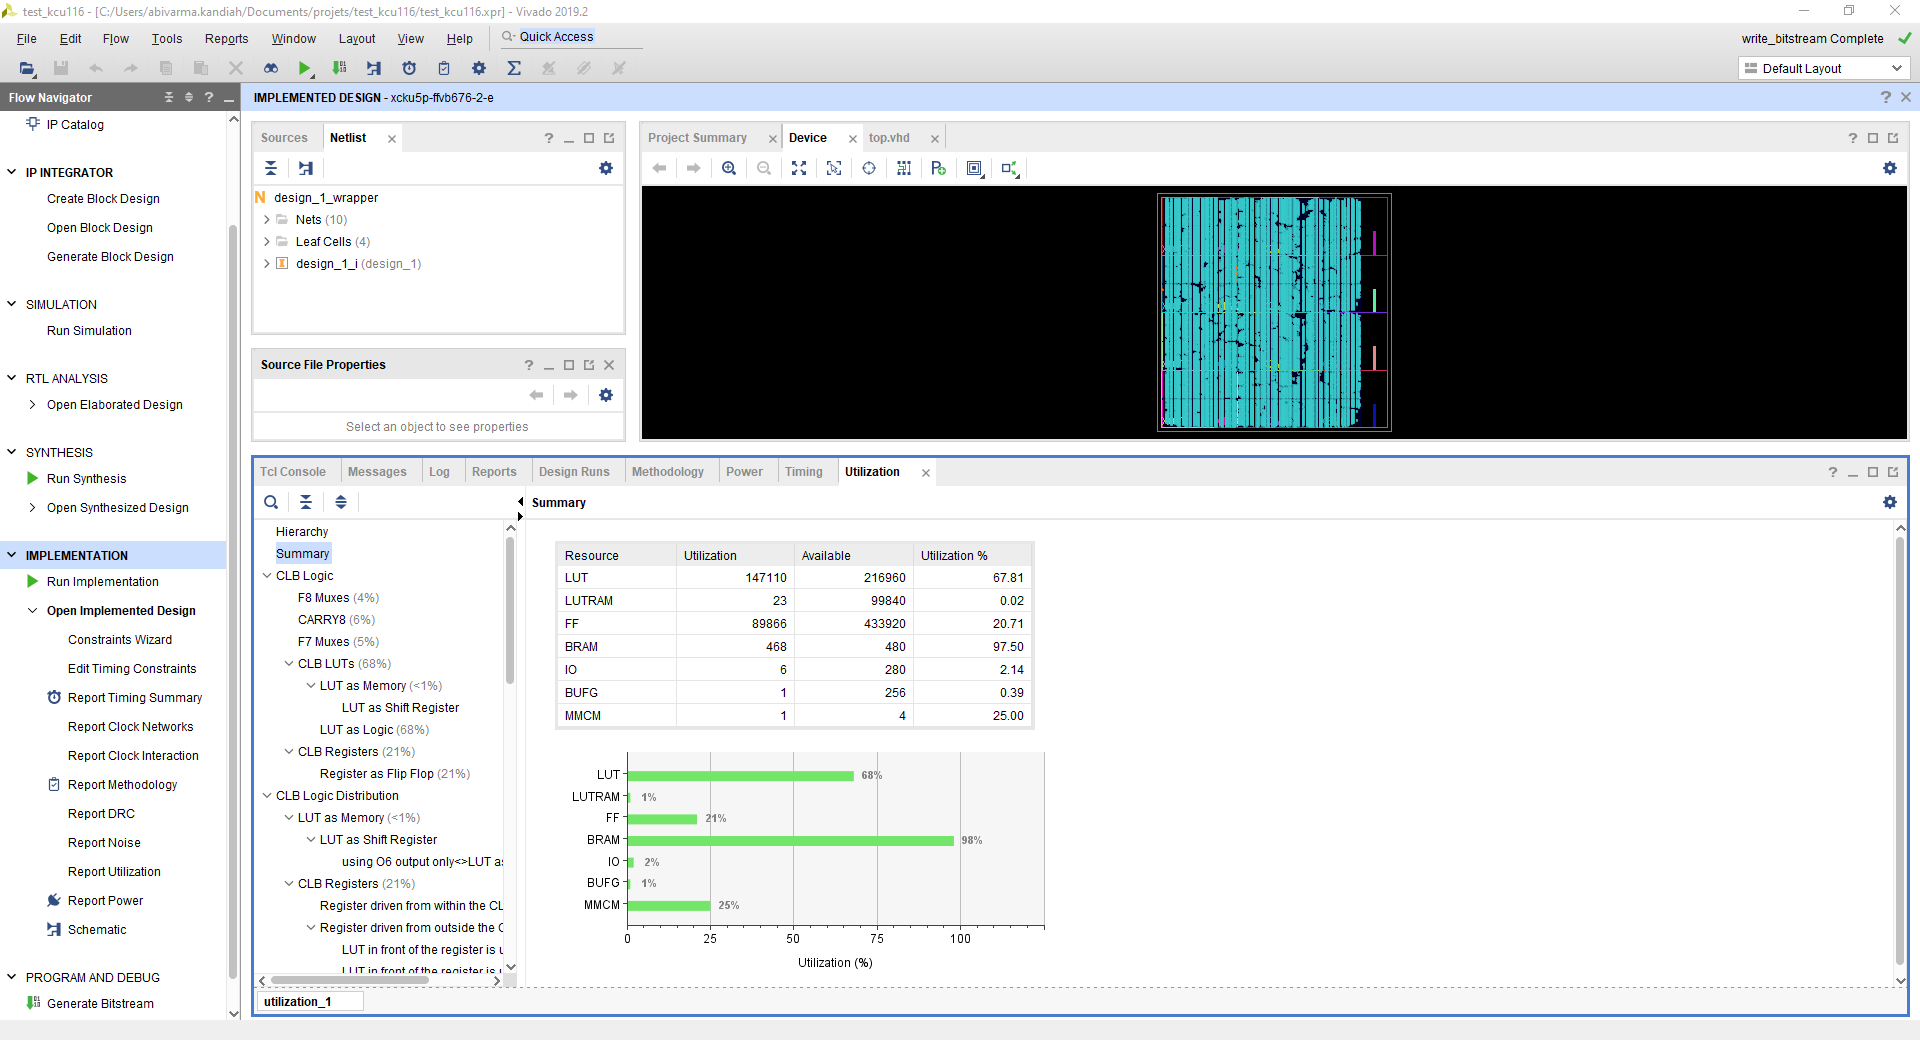 test_kcu116 - [C:/Users/abivarma.kandiah/Documents/projets/test_kcu116/test_kcu116.xpr] - Vivado 2019.2
File Edit Flow Tools Reports Window Layout View Help Quick Access
write_bitstream Complete
Default Layout
Flow Navigator
IP Catalog
IP INTEGRATOR
Create Block Design
Open Block Design
Generate Block Design
SIMULATION
Run Simulation
RTL ANALYSIS
Open Elaborated Design
SYNTHESIS
Run Synthesis
Open Synthesized Design
IMPLEMENTATION
Run Implementation
Open Implemented Design
Constraints Wizard
Edit Timing Constraints
Report Timing Summary
Report Clock Networks
Report Clock Interaction
Report Methodology
Report DRC
Report Noise
Report Utilization
Report Power
Schematic
PROGRAM AND DEBUG
Generate Bitstream
IMPLEMENTED DESIGN - xcku5p-ffvb676-2-e
Sources Netlist
design_1_wrapper
Nets (10)
Leaf Cells (4)
design_1_i (design_1)
Source File Properties
Select an object to see properties
Project Summary Device top.vhd
Tcl Console Messages Log Reports Design Runs Methodology Power Timing Utilization
Hierarchy
Summary
CLB Logic
F8 Muxes (4%)
CARRY8 (6%)
F7 Muxes (5%)
CLB LUTs (68%)
LUT as Memory (<1%)
LUT as Shift Register
LUT as Logic (68%)
CLB Registers (21%)
Register as Flip Flop (21%)
CLB Logic Distribution
LUT as Memory (<1%)
LUT as Shift Register
using O6 output only<>LUT as
CLB Registers (21%)
Register driven from within the CL
Register driven from outside the C
LUT in front of the register is u
LUT in front of the register is u
utilization_1
Summary
Resource Utilization Available Utilization %
LUT 147110 216960 67.81
LUTRAM 23 99840 0.02
FF 89866 433920 20.71
BRAM 468 480 97.50
IO 6 280 2.14
BUFG 1 256 0.39
MMCM 1 4 25.00
LUT 68%
LUTRAM 1%
FF 21%
BRAM 98%
IO 2%
BUFG 1%
MMCM 25%
0 25 50 75 100
Utilization (%)